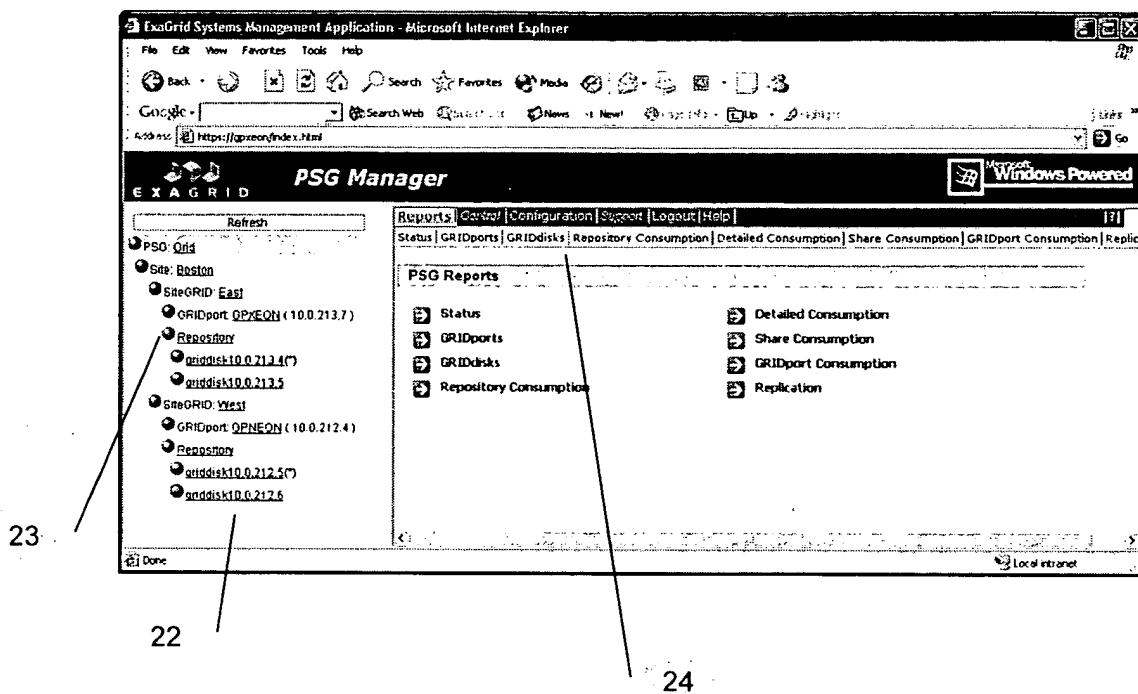 ExaGrid Systems Management Application - Microsoft Internet Explorer
File Edit View Favorites Tools Help
Back Search Favorites Media
Google Search Web News New! Up
Links »
Address https://gpxeon/index.html Go
EXAGRID PSG Manager Microsoft Windows Powered
Refresh
Reports | Control | Configuration | Support | Logout | Help | [?]
Status | GRIDports | GRIDdisks | Repository Consumption | Detailed Consumption | Share Consumption | GRIDport Consumption | Replic
PSG: Grid
Site: Boston
SiteGRID: East
GRIDport: GPXEON ( 10.0.213.7 )
Repository
griddisk10.0.213.4(*)
griddisk10.0.213.5
SiteGRID: West
GRIDport: GPNEON ( 10.0.212.4 )
Repository
griddisk10.0.212.5(*)
griddisk10.0.212.6
PSG Reports
Status
GRIDports
GRIDdisks
Repository Consumption
Detailed Consumption
Share Consumption
GRIDport Consumption
Replication
Done
Local intranet
23
22
24